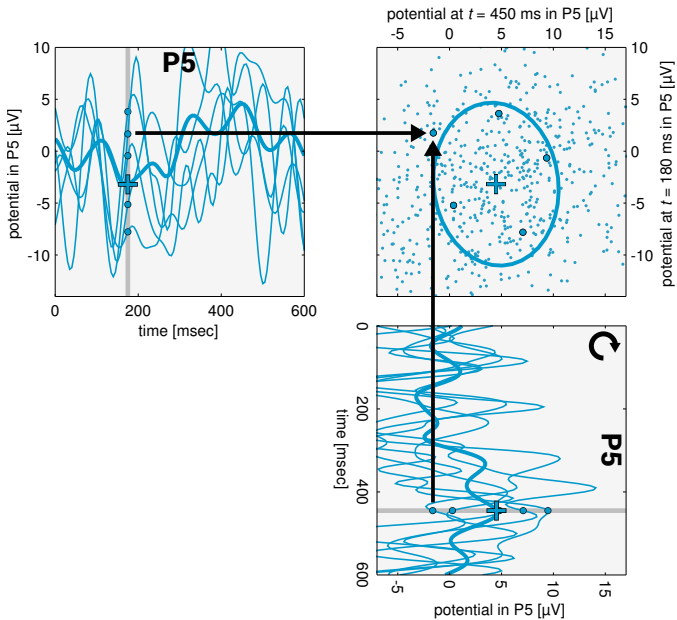 potential at t = 450 ms in P5 [µV]
-5 0 5 10 15
10
5
0
-5
-10
potential in P5 [µV]
P5
0 200 400 600
time [msec]
10
5
0
-5
-10
potential at t = 180 ms in P5 [µV]
0
200
400
600
time [msec]
P5
-5 0 5 10 15
potential in P5 [µV]